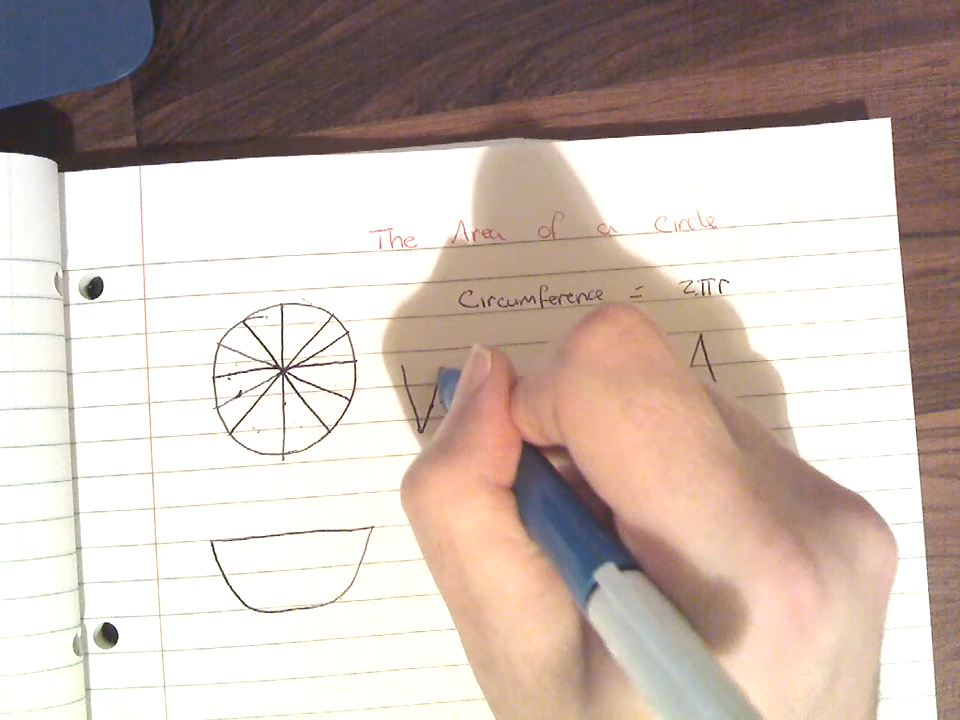 The Area of a Circle
Circumference = 2πr